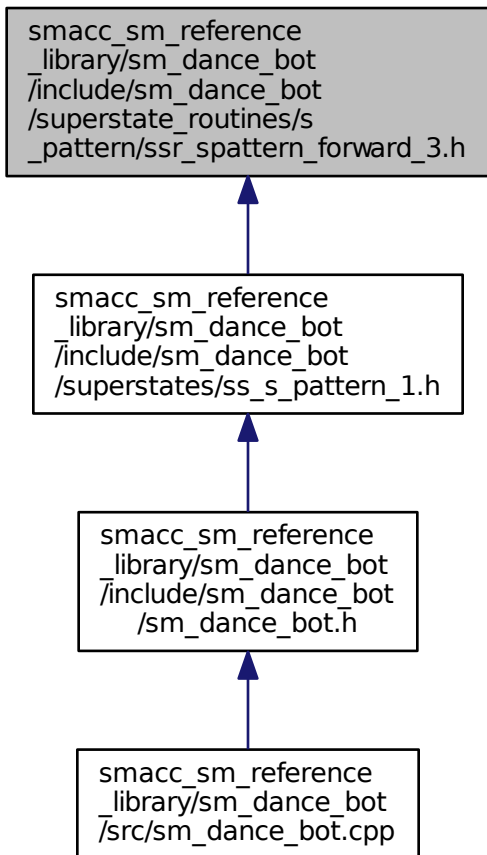 smacc_sm_reference
_library/sm_dance_bot
/include/sm_dance_bot
/superstate_routines/s
_pattern/ssr_spattern_forward_3.h
smacc_sm_reference
_library/sm_dance_bot
/include/sm_dance_bot
/superstates/ss_s_pattern_1.h
smacc_sm_reference
_library/sm_dance_bot
/include/sm_dance_bot
/sm_dance_bot.h
smacc_sm_reference
_library/sm_dance_bot
/src/sm_dance_bot.cpp